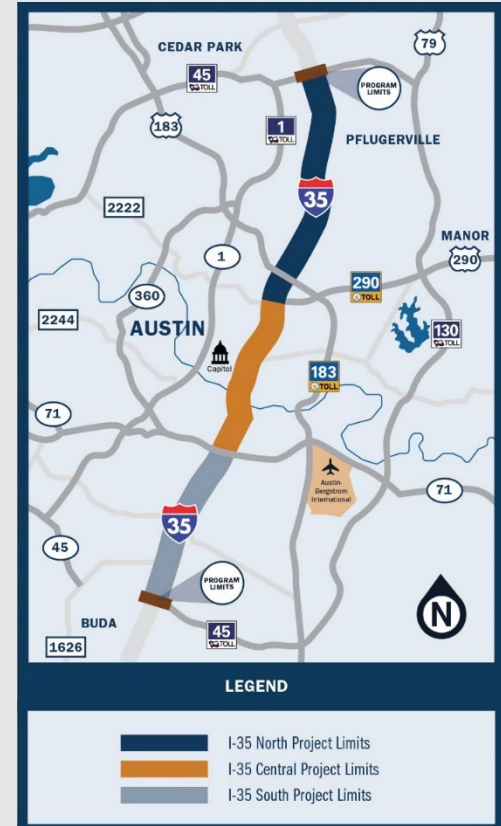 CEDAR PARK
79
45
TOLL
PROGRAM
LIMITS
183
1
TOLL
PFLUGERVILLE
35
2222
MANOR
1
290
290
TOLL
360
2244
AUSTIN
130
TOLL
Capitol
183
TOLL
71
Austin-
Bergstrom
International
71
35
45
PROGRAM
LIMITS
N
BUDA
45
TOLL
1626
LEGEND
I-35 North Project Limits
I-35 Central Project Limits
I-35 South Project Limits